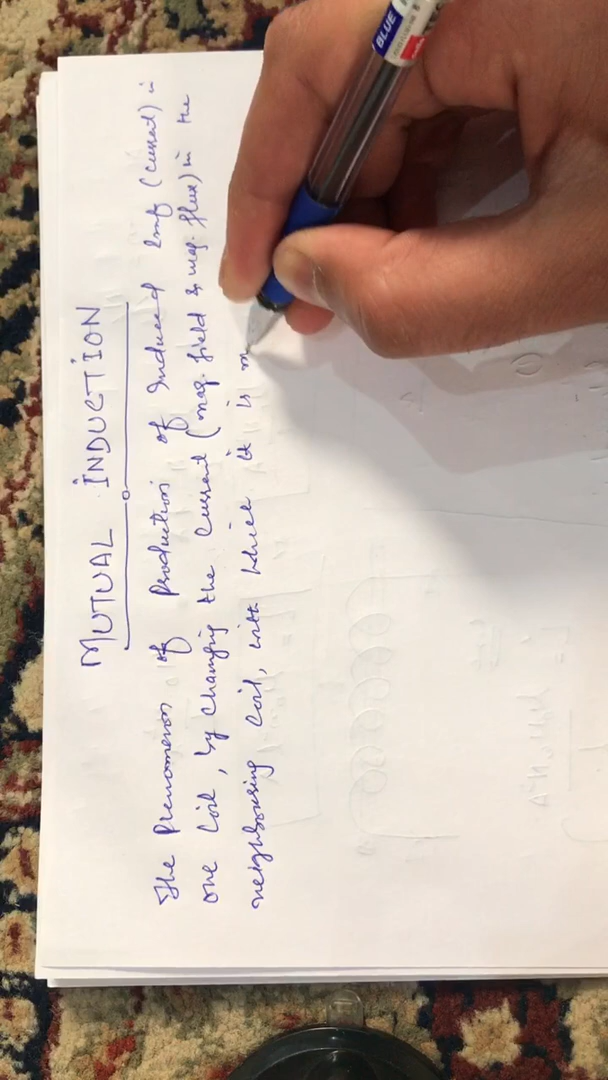 MUTUAL INDUCTION
The Phenomenon of Production of Induced emf (current) in
one Coil, by changing the current (mag. field & mag. flux) in the
neighbouring Coil, with which it is m
BLUE